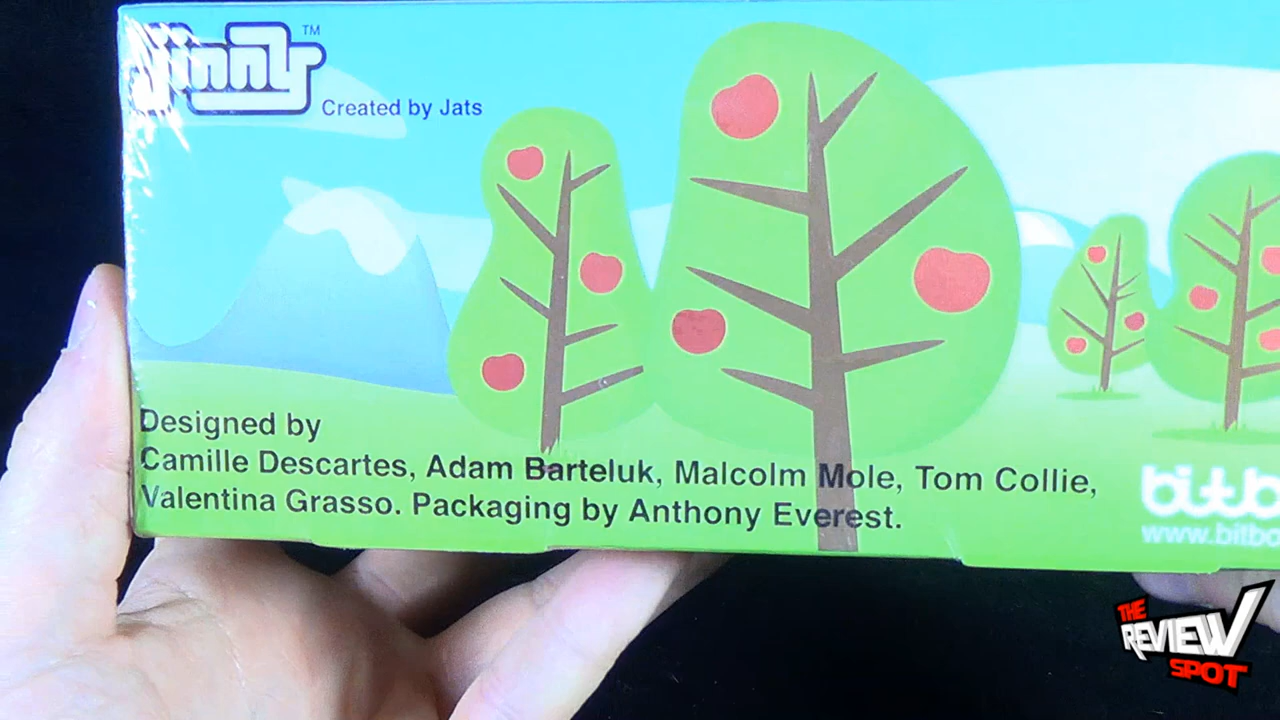 TM
Created by Jats
Designed by
Camille Descartes, Adam Barteluk, Malcolm Mole, Tom Collie,
Valentina Grasso. Packaging by Anthony Everest.
THE
REVIEW
SPOT